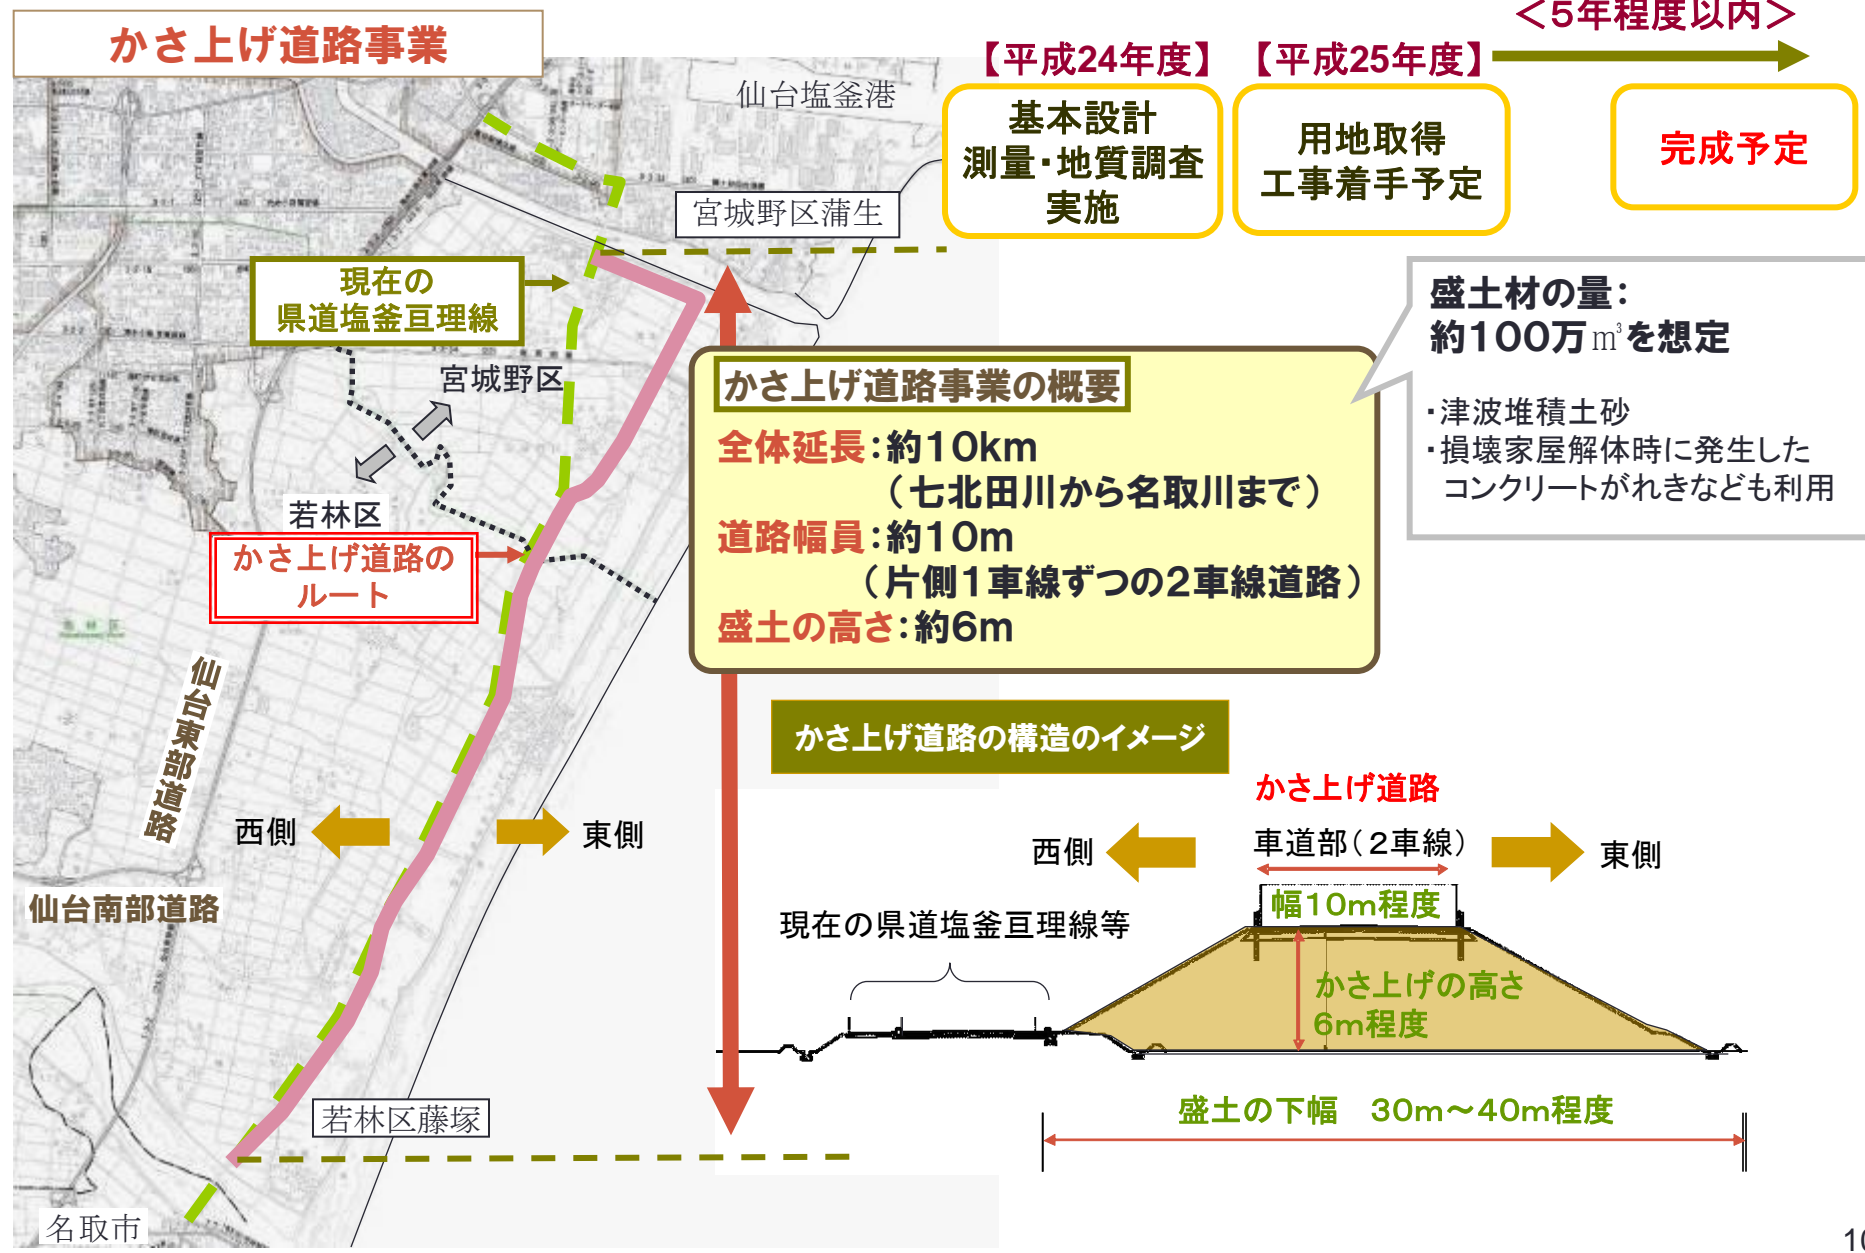 かさ上げ道路事業
＜5年程度以内＞
【平成24年度】
【平成25年度】
基本設計
測量・地質調査
実施
用地取得
工事着手予定
完成予定
仙台塩釜港
宮城野区蒲生
現在の
県道塩釜亘理線
宮城野区
若林区
かさ上げ道路の
ルート
仙台東部道路
西側
東側
仙台南部道路
若林区藤塚
名取市
盛土材の量：
約100万㎥を想定
・津波堆積土砂
・損壊家屋解体時に発生した
コンクリートがれきなども利用
かさ上げ道路事業の概要
全体延長：約10km
（七北田川から名取川まで）
道路幅員：約10m
（片側1車線ずつの2車線道路）
盛土の高さ：約6m
かさ上げ道路の構造のイメージ
かさ上げ道路
西側
車道部（2車線）
東側
幅10m程度
現在の県道塩釜亘理線等
かさ上げの高さ
6m程度
盛土の下幅　30m～40m程度